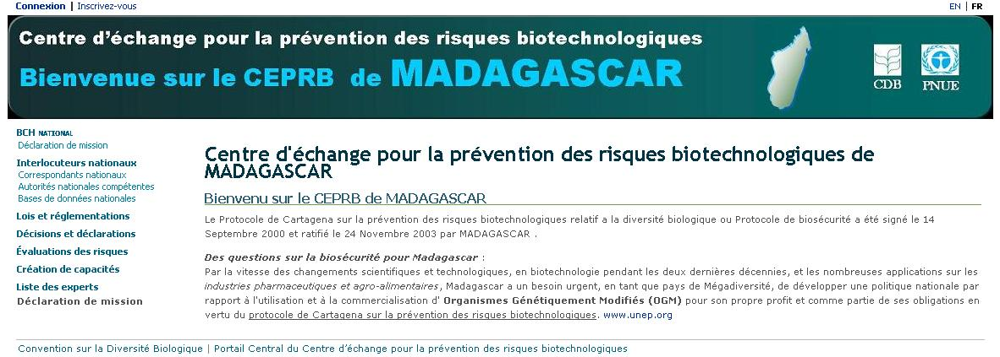 Connexion | Inscrivez-vous
EN | FR
Centre d'échange pour la prévention des risques biotechnologiques
Bienvenue sur le CEPRB de MADAGASCAR
CDB
PNUE
BCH NATIONAL
Déclaration de mission
Interlocuteurs nationaux
Correspondants nationaux
Autorités nationales compétentes
Bases de données nationales
Lois et réglementations
Décisions et déclarations
Évaluations des risques
Création de capacités
Liste des experts
Déclaration de mission
Centre d'échange pour la prévention des risques biotechnologiques de
MADAGASCAR
Bienvenu sur le CEPRB de MADAGASCAR
Le Protocole de Cartagena sur la prévention des risques biotechnologiques relatif a la diversité biologique ou Protocole de biosécurité a été signé le 14
Septembre 2000 et ratifié le 24 Novembre 2003 par MADAGASCAR .
Des questions sur la biosécurité pour Madagascar :
Par la vitesse des changements scientifiques et technologiques, en biotechnologie pendant les deux dernières décennies, et les nombreuses applications sur les
industries pharmaceutiques et agro-alimentaires, Madagascar a un besoin urgent, en tant que pays de Mégadiversité, de développer une politique nationale par
rapport à l'utilisation et à la commercialisation d' Organismes Génétiquement Modifiés (OGM) pour son propre profit et comme partie de ses obligations en
vertu du protocole de Cartagena sur la prévention des risques biotechnologiques. www.unep.org
Convention sur la Diversité Biologique | Portail Central du Centre d'échange pour la prévention des risques biotechnologiques